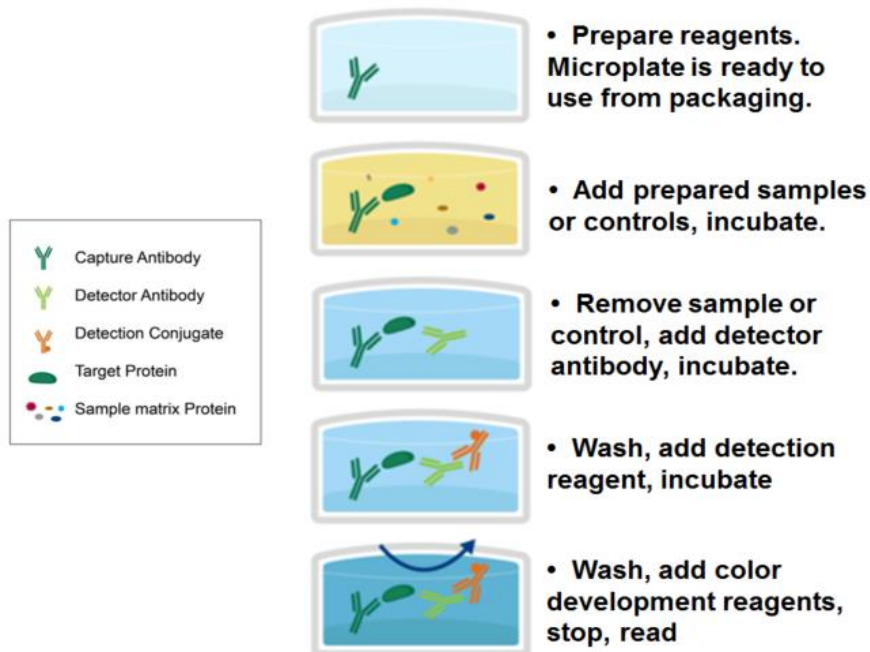 • Prepare reagents.
Microplate is ready to
use from packaging.
• Add prepared samples
or controls, incubate.
Capture Antibody
Detector Antibody
Detection Conjugate
Target Protein
Sample matrix Protein
• Remove sample or
control, add detector
antibody, incubate.
• Wash, add detection
reagent, incubate
• Wash, add color
development reagents,
stop, read